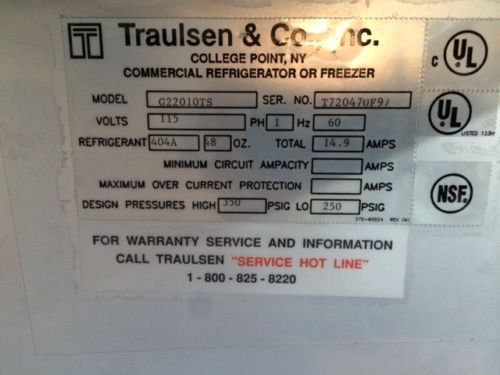 Traulsen & Co., Inc.
COLLEGE POINT, NY
COMMERCIAL REFRIGERATOR OR FREEZER
MODEL G22010TS SER. NO.
VOLTS 115 PH 1 Hz 60
REFRIGERANT 404A 48 OZ. TOTAL 14.9 AMPS
MINIMUM CIRCUIT AMPACITY AMPS
MAXIMUM OVER CURRENT PROTECTION AMPS
DESIGN PRESSURES HIGH 350 PSIG LO 250 PSIG
C UL
UL
LISTED 123H
NSF.
FOR WARRANTY SERVICE AND INFORMATION
CALL TRAULSEN "SERVICE HOT LINE"
1 - 800 - 825 - 8220